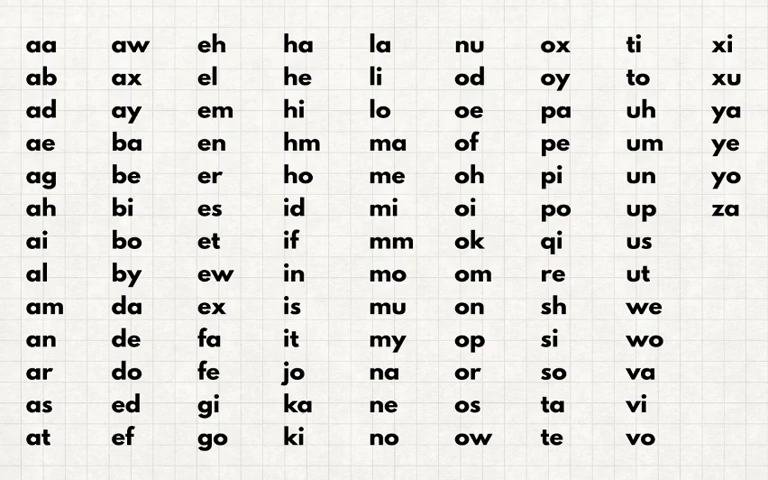 aa aw eh ha la nu ox ti xi
ab ax el he li od oy to xu
ad ay em hi lo oe pa uh ya
ae ba en hm ma of pe um ye
ag be er ho me oh pi un yo
ah bi es id mi oi po up za
ai bo et if mm ok qi us
al by ew in mo om re ut
am da ex is mu on sh we
an de fa it my op si wo
ar do fe jo na or so va
as ed gi ka ne os ta vi
at ef go ki no ow te vo